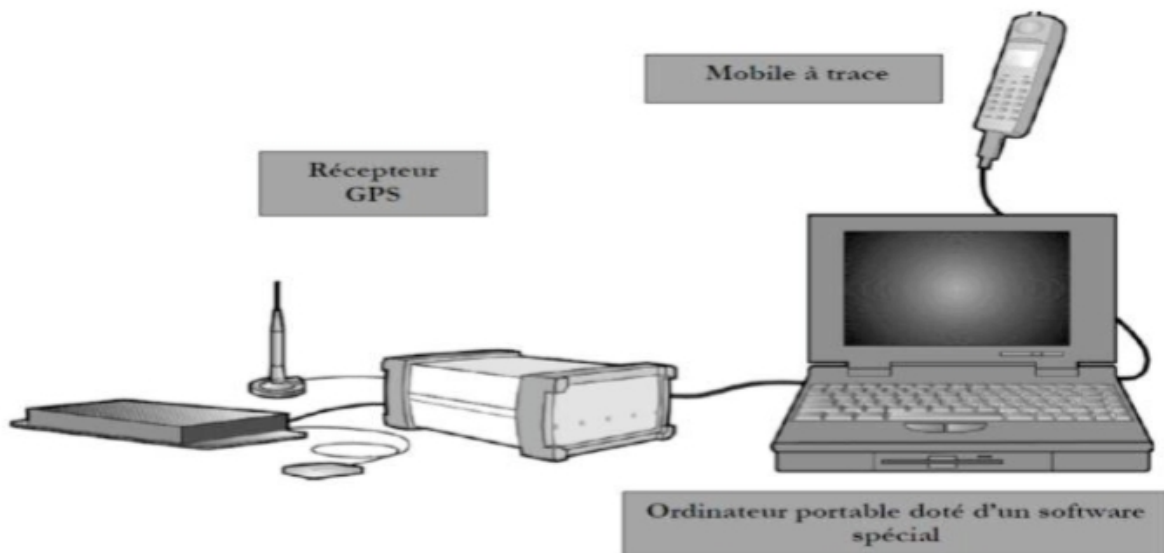 Mobile à trace
Récepteur
GPS
Ordinateur portable doté d'un software
spécial